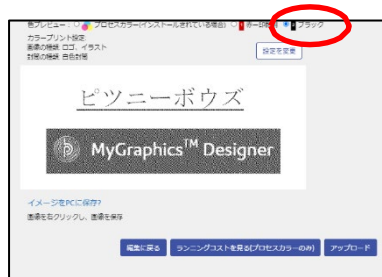 色プレビュー： プロセスカラー(インストールされている場合) 赤一印 ブラック
カラープリント設定
画像の種類 ロゴ、イラスト
封筒の種類 白色封筒
設定を変更
ピツニーボウズ
MyGraphics™ Designer
イメージをPCに保存?
画像を右クリックし、画像を保存
編集に戻る ランニングコストを見る(プロセスカラーのみ) アップロード